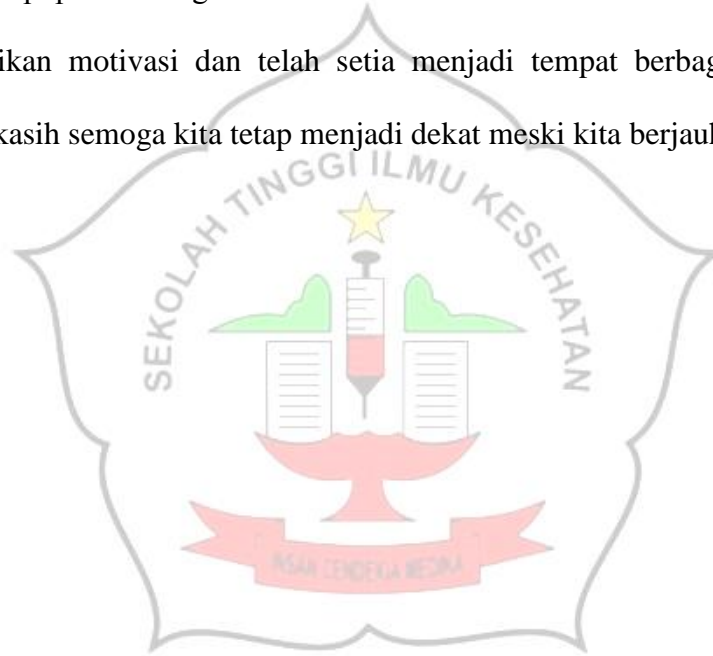 ikan motivasi dan telah setia menjadi tempat berbag
kasih semoga kita tetap menjadi dekat meski kita berjaul
SEKOLAH TINGGI ILMU KESEHATAN
INSAN CENDEKIA MEDIKA